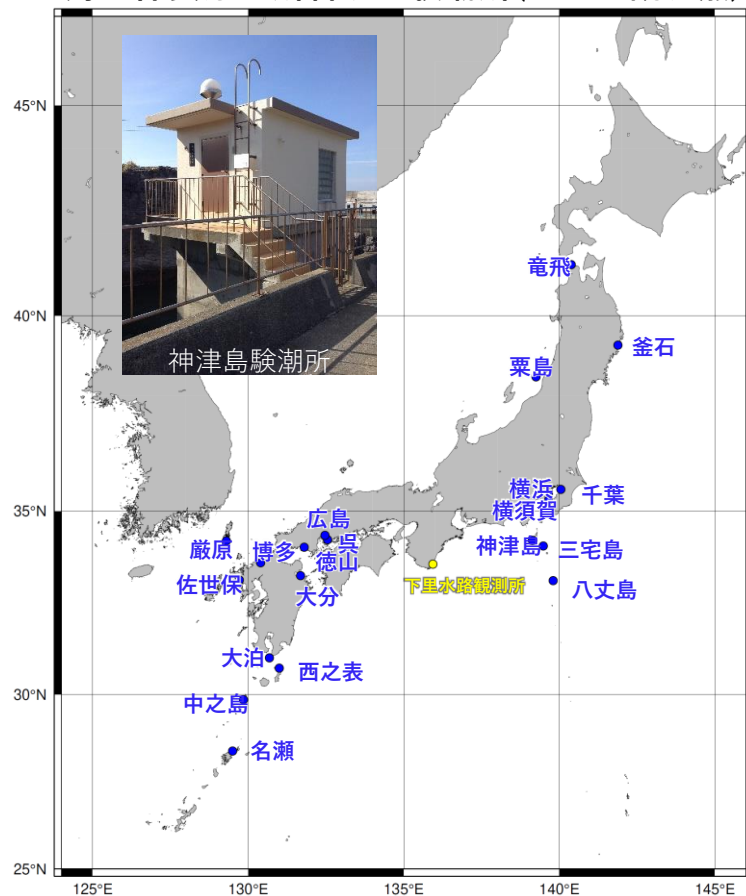 45°N
40°N
35°N
30°N
25°N
神津島験潮所
竜飛
釜石
粟島
横浜
千葉
横須賀
広島
呉
神津島
三宅島
厳原
博多
徳山
佐世保
大分
下里水路観測所
八丈島
大泊
西之表
中之島
名瀬
125°E
130°E
135°E
140°E
145°E